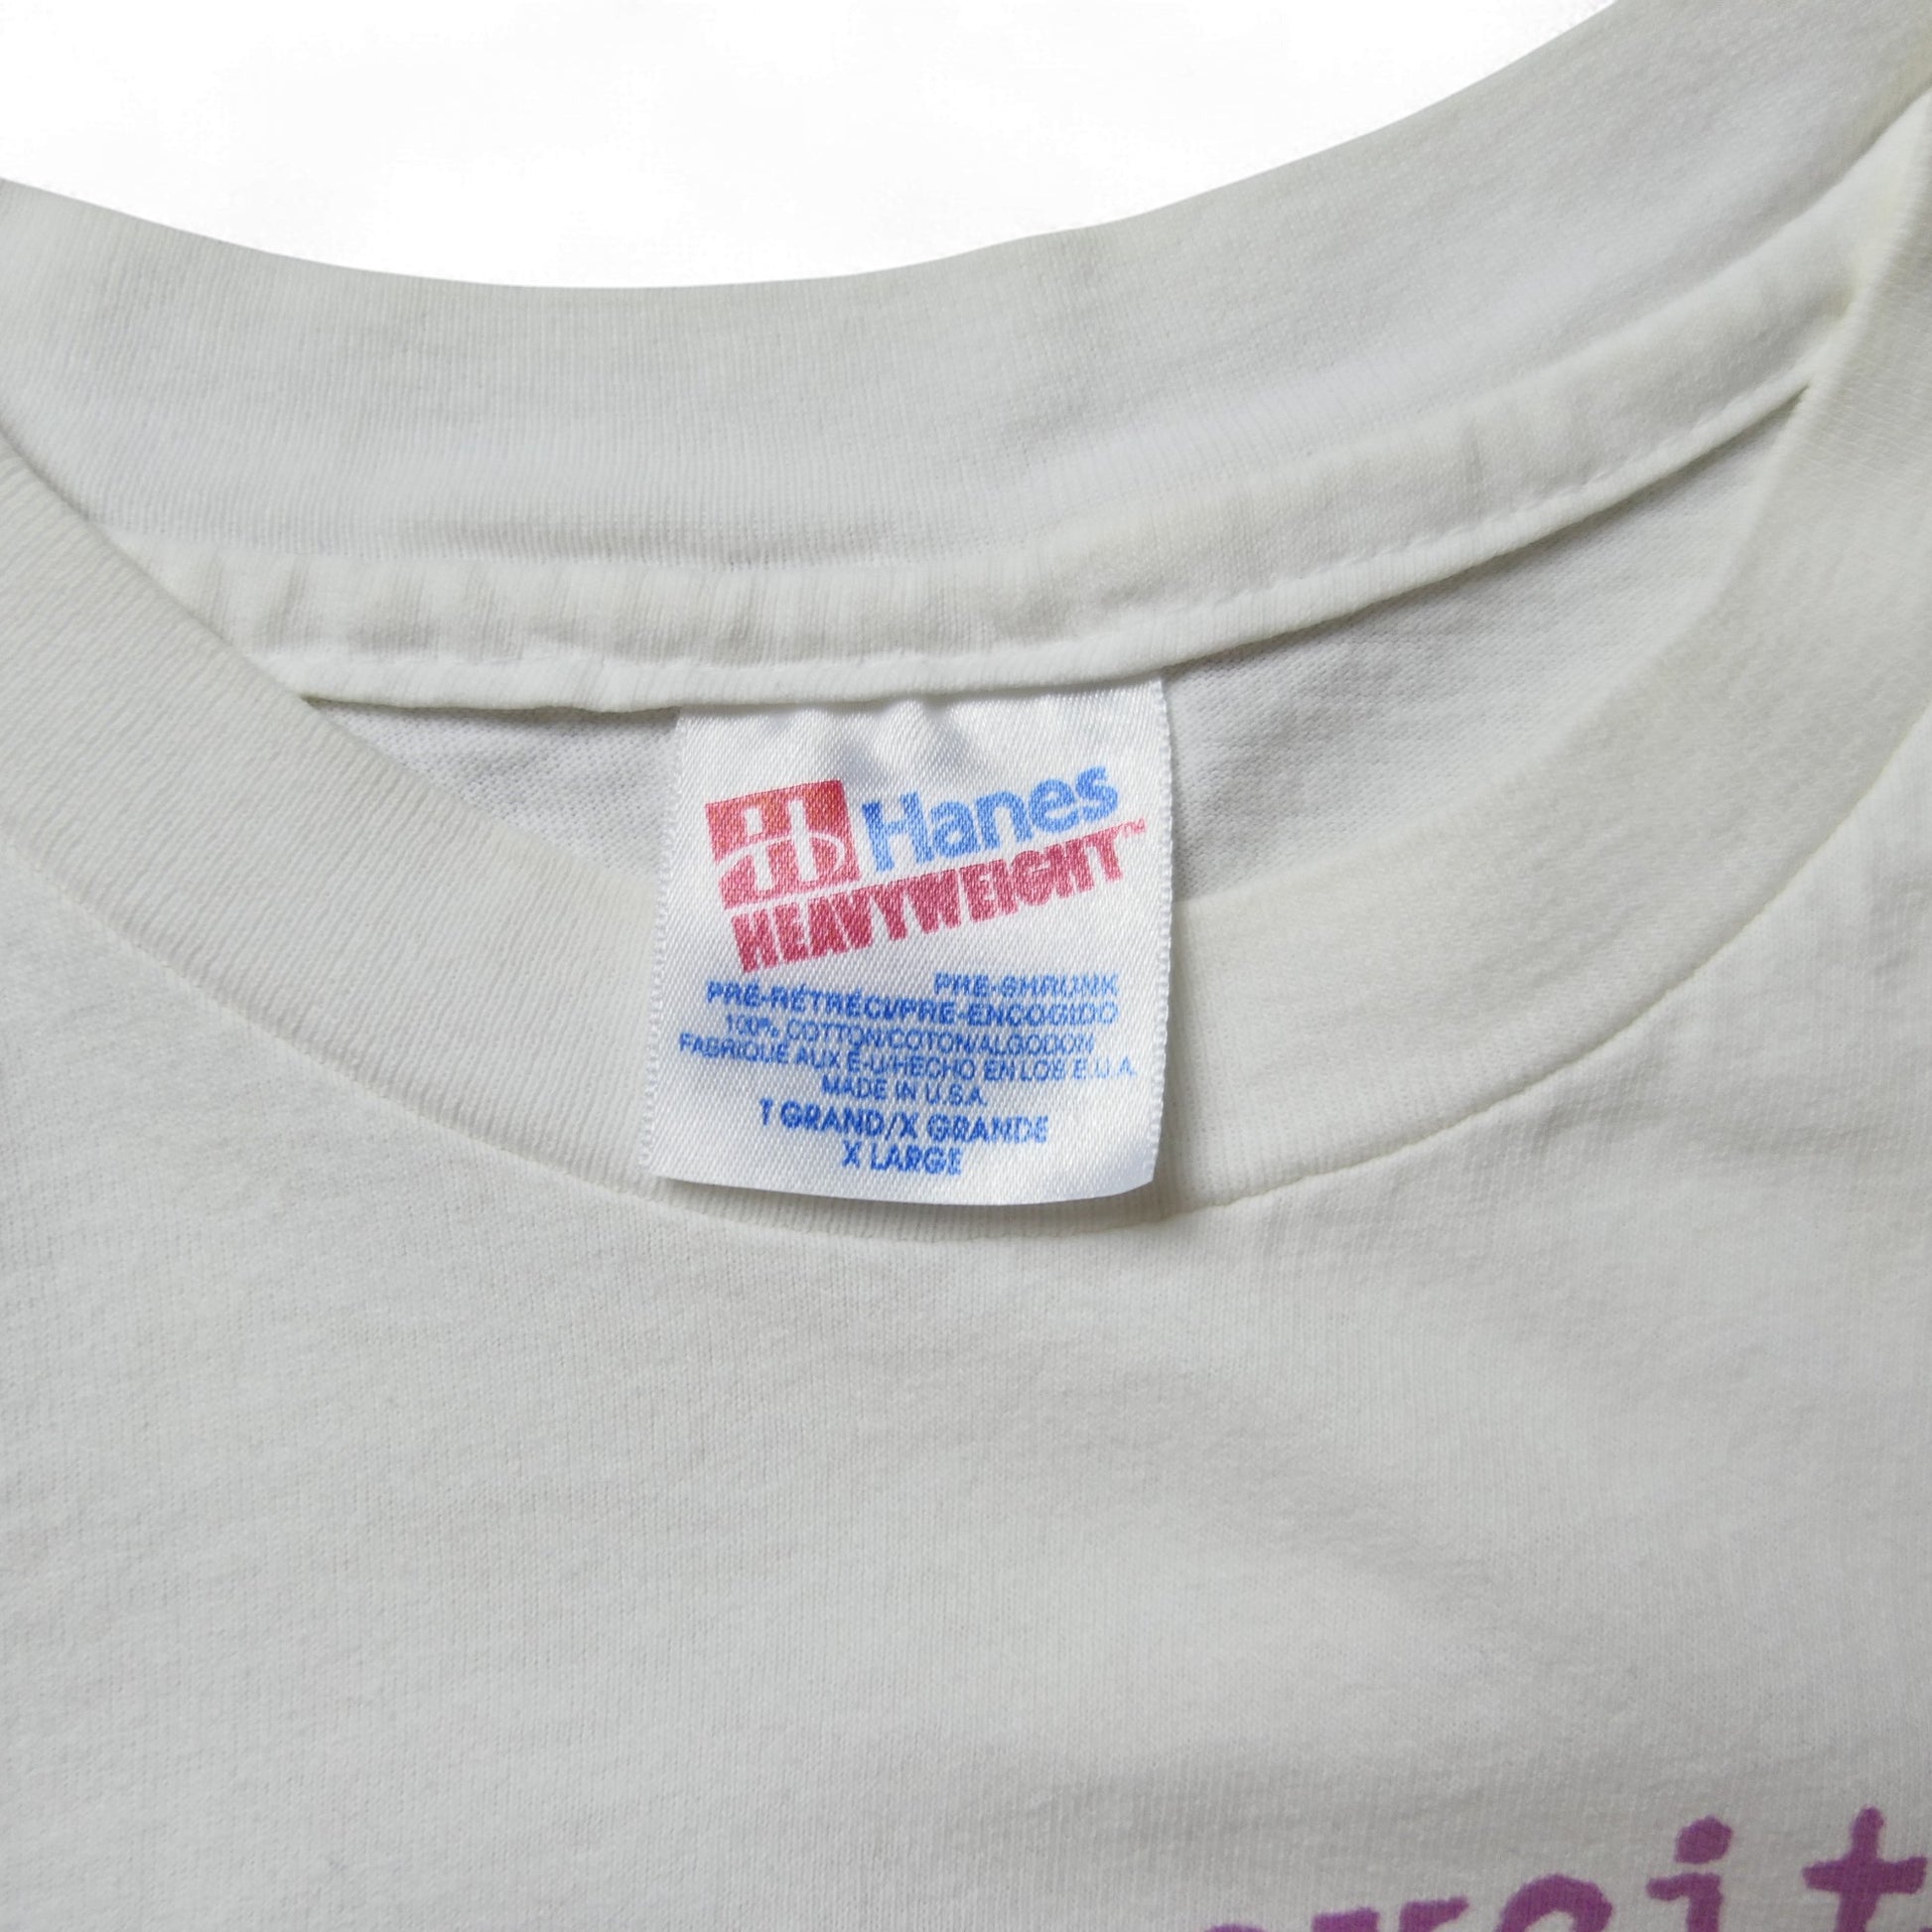 Hanes
HEAVYWEIGHT™
PRE-SHRUNK
PRÉ-RÉTRÉCI/PRE-ENCOGIDO
100% COTTON/COTON/ALGODON
FABRIQUÉ AUX É-U/HECHO EN LOS E.U.A.
MADE IN U.S.A.
T GRAND/X GRANDE
X LARGE